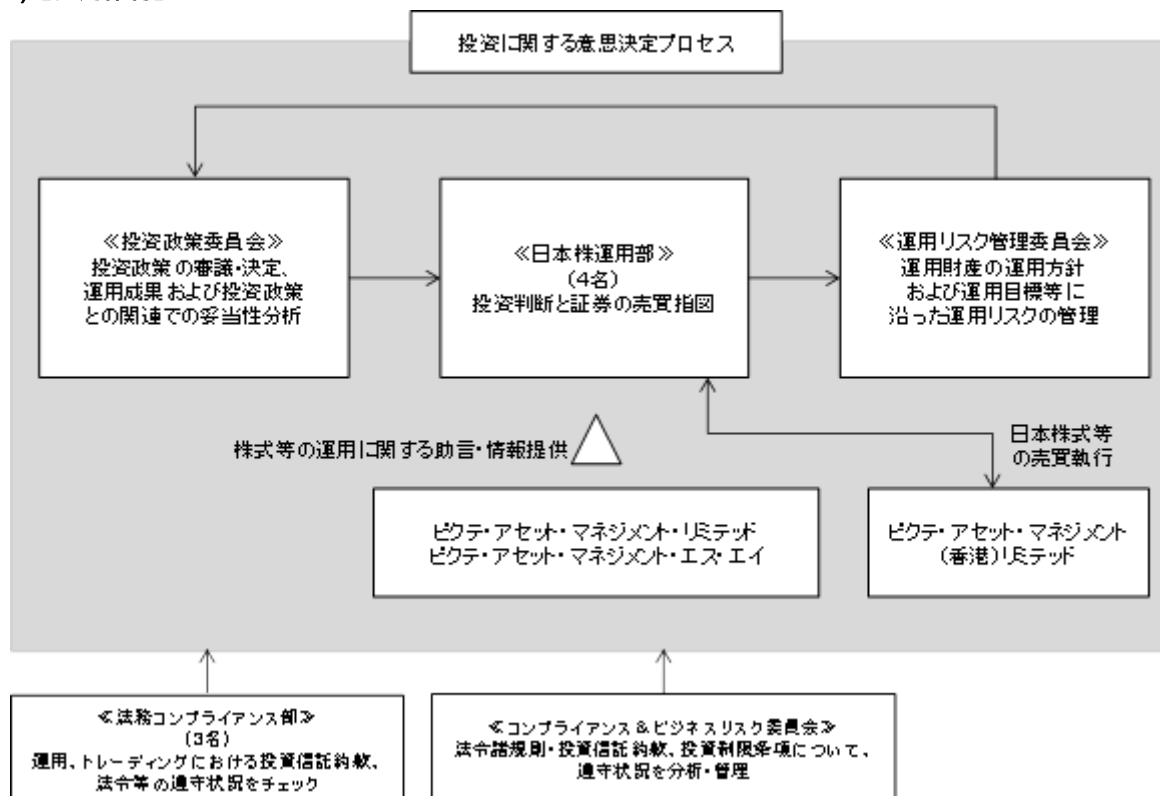 投資に関する意思決定プロセス
≪投資政策委員会≫
投資政策の審議・決定、
運用成果および投資政策
との関連での妥当性分析
≪日本株運用部≫
(4名)
投資判断と証券の売買指図
≪運用リスク管理委員会≫
運用財産の運用方針
および運用目標等に
沿った運用リスクの管理
株式等の運用に関する助言・情報提供
日本株式等
の売買執行
ピクテ・アセット・マネジメント・リミテッド
ピクテ・アセット・マネジメント・エス・エイ
ピクテ・アセット・マネジメント
(香港)リミテッド
≪法務コンプライアンス部≫
(3名)
運用、トレーディングにおける投資信託約款、
法令等の遵守状況をチェック
≪コンプライアンス&ビジネスリスク委員会≫
法令諸規則・投資信託約款、投資制限条項について、
遵守状況を分析・管理